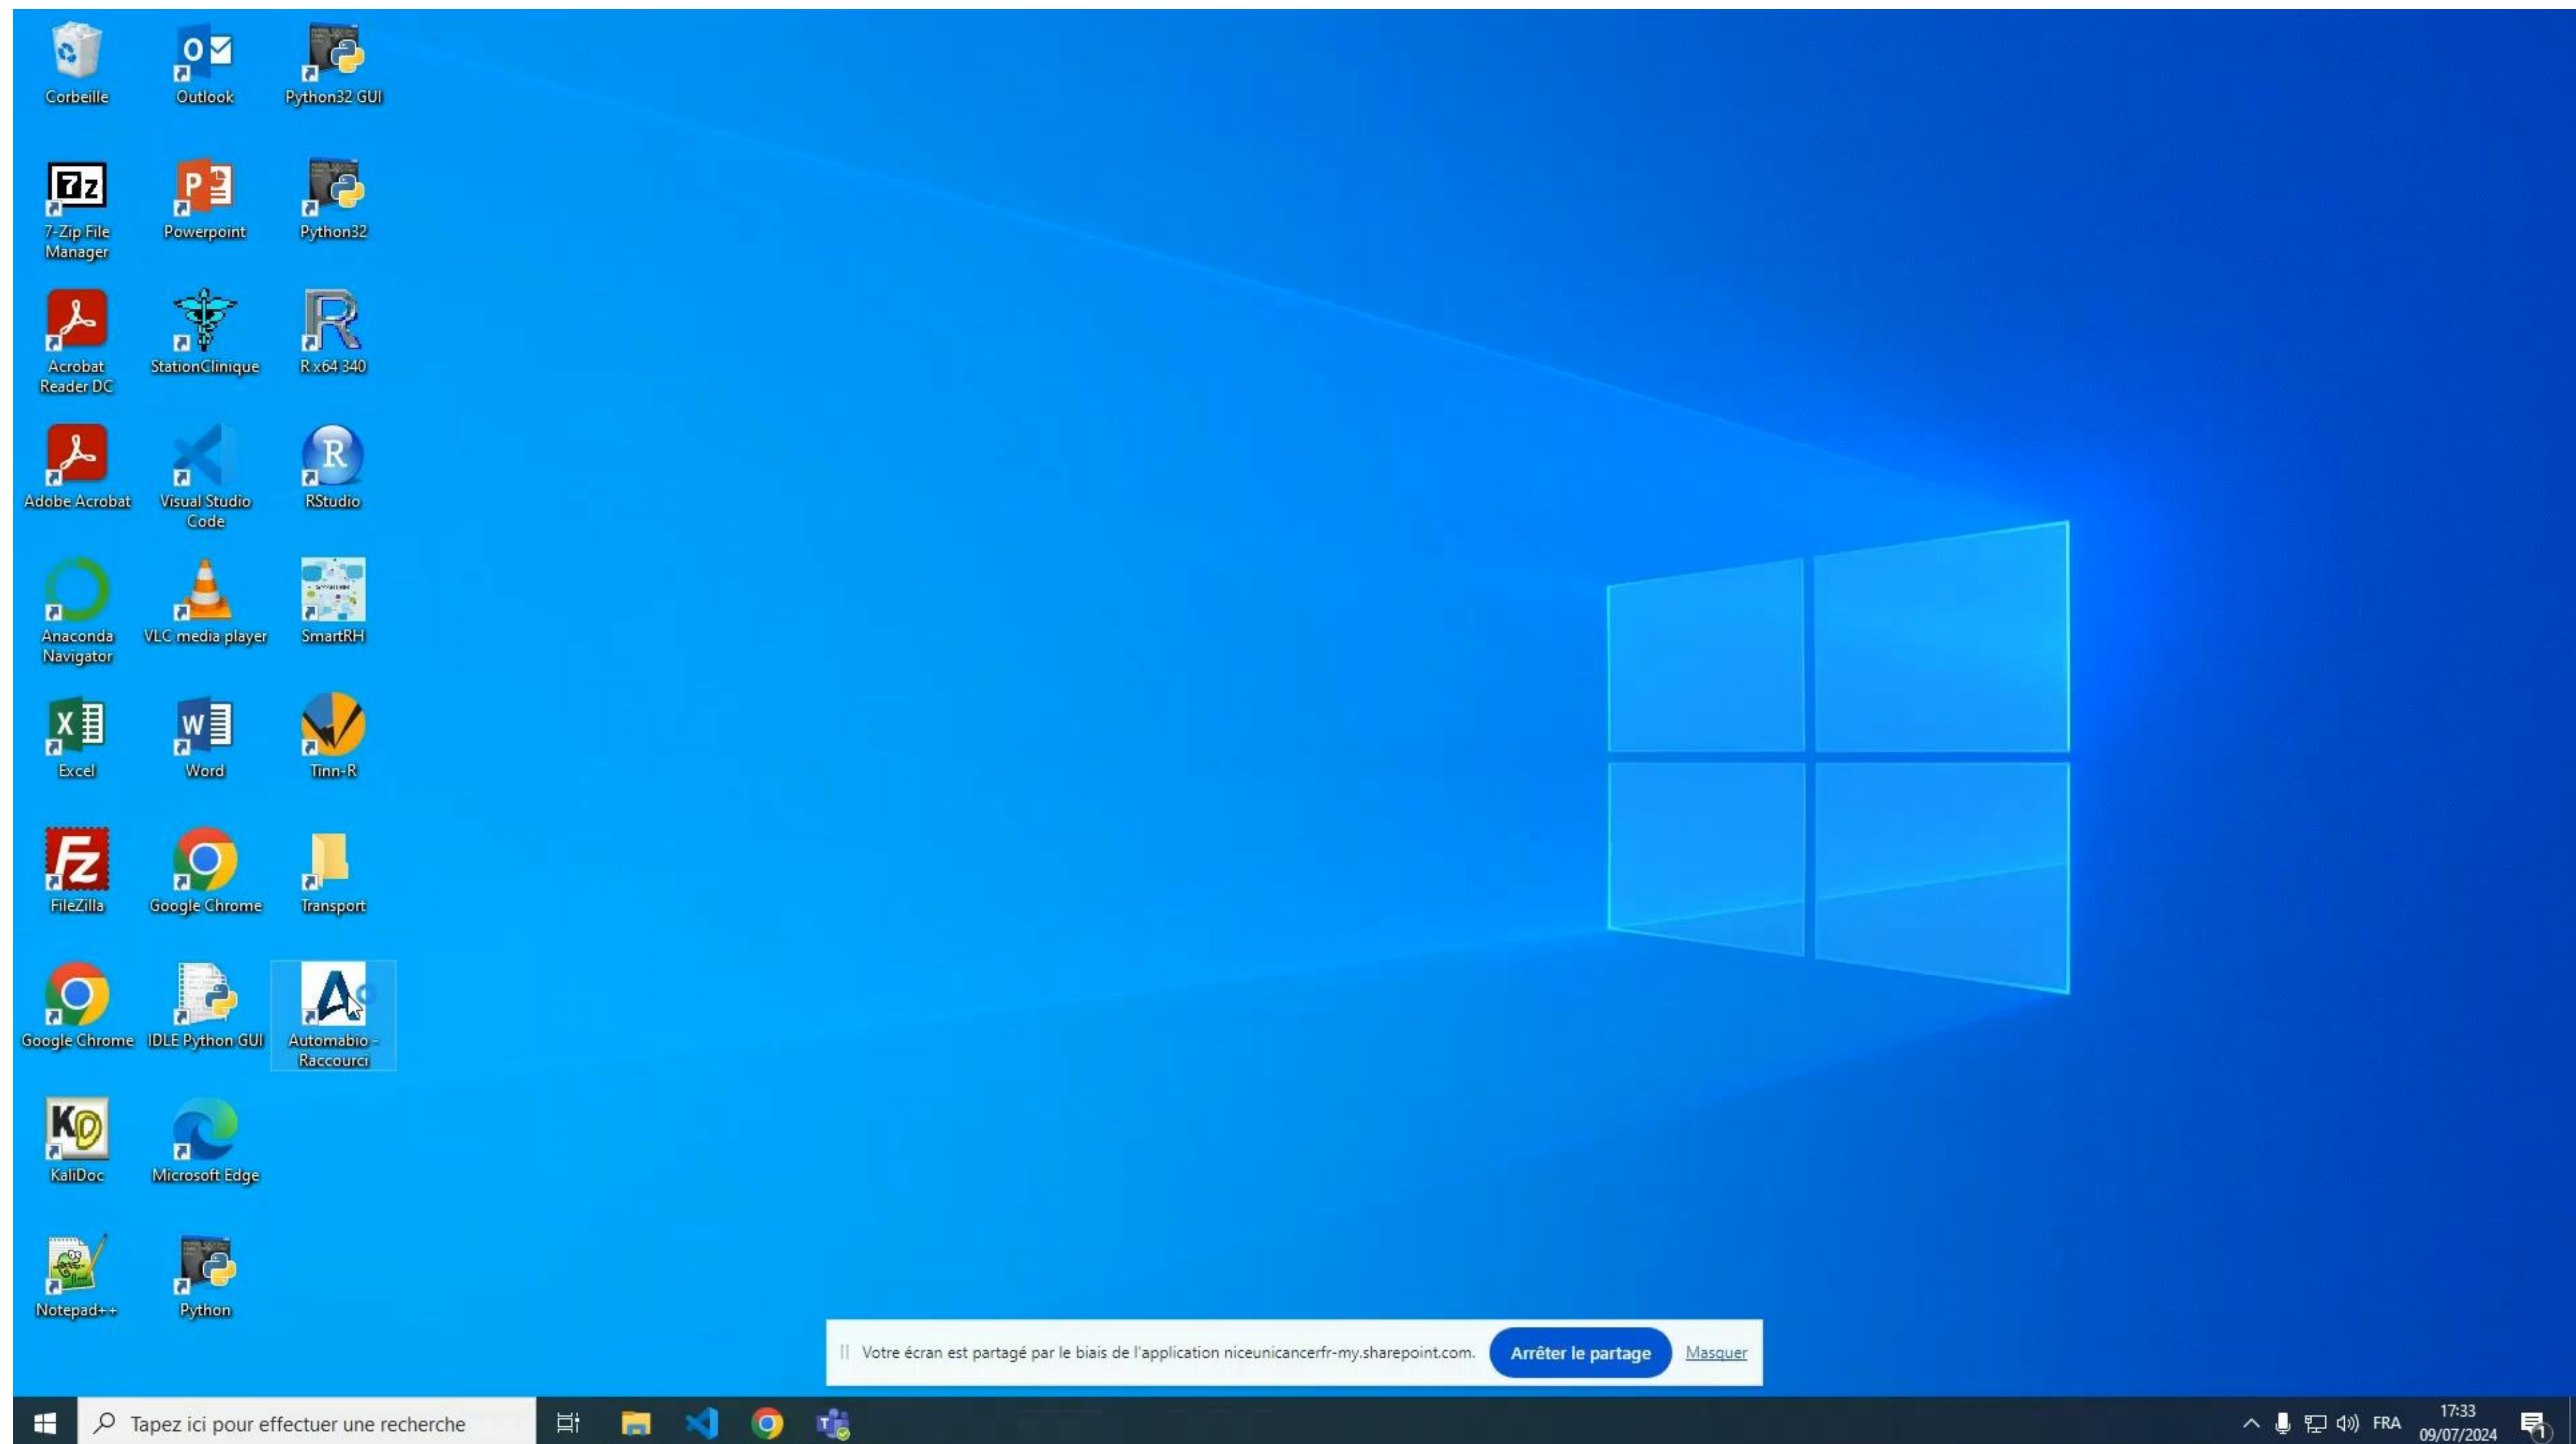 Corbeille
Outlook
Python32 GUI
7-Zip File
Manager
Powerpoint
Python32
Acrobat
Reader DC
StationClinique
R x64 340
Adobe Acrobat
Visual Studio
Code
RStudio
Anaconda
Navigator
VLC media player
SmartRH
Excel
Word
Tinn-R
FileZilla
Google Chrome
Transport
Google Chrome
IDLE Python GUI
Automabio -
Raccourci
KaliDoc
Microsoft Edge
Notepad++
Python
Votre écran est partagé par le biais de l'application niceunicancerfr-my.sharepoint.com.
Arrêter le partage
Masquer
Tapez ici pour effectuer une recherche
FRA
17:33
09/07/2024
1